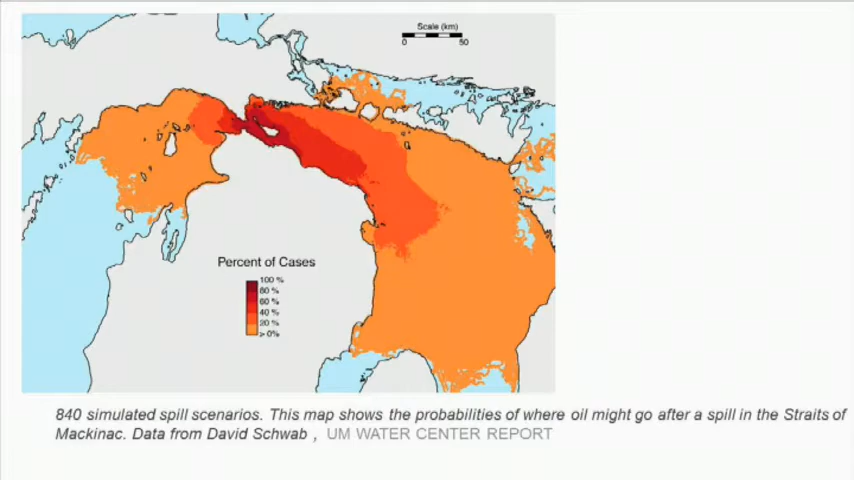 Scale (km)
0 50
Percent of Cases
100 %
80 %
60 %
40 %
20 %
> 0%
840 simulated spill scenarios. This map shows the probabilities of where oil might go after a spill in the Straits of
Mackinac. Data from David Schwab , UM WATER CENTER REPORT